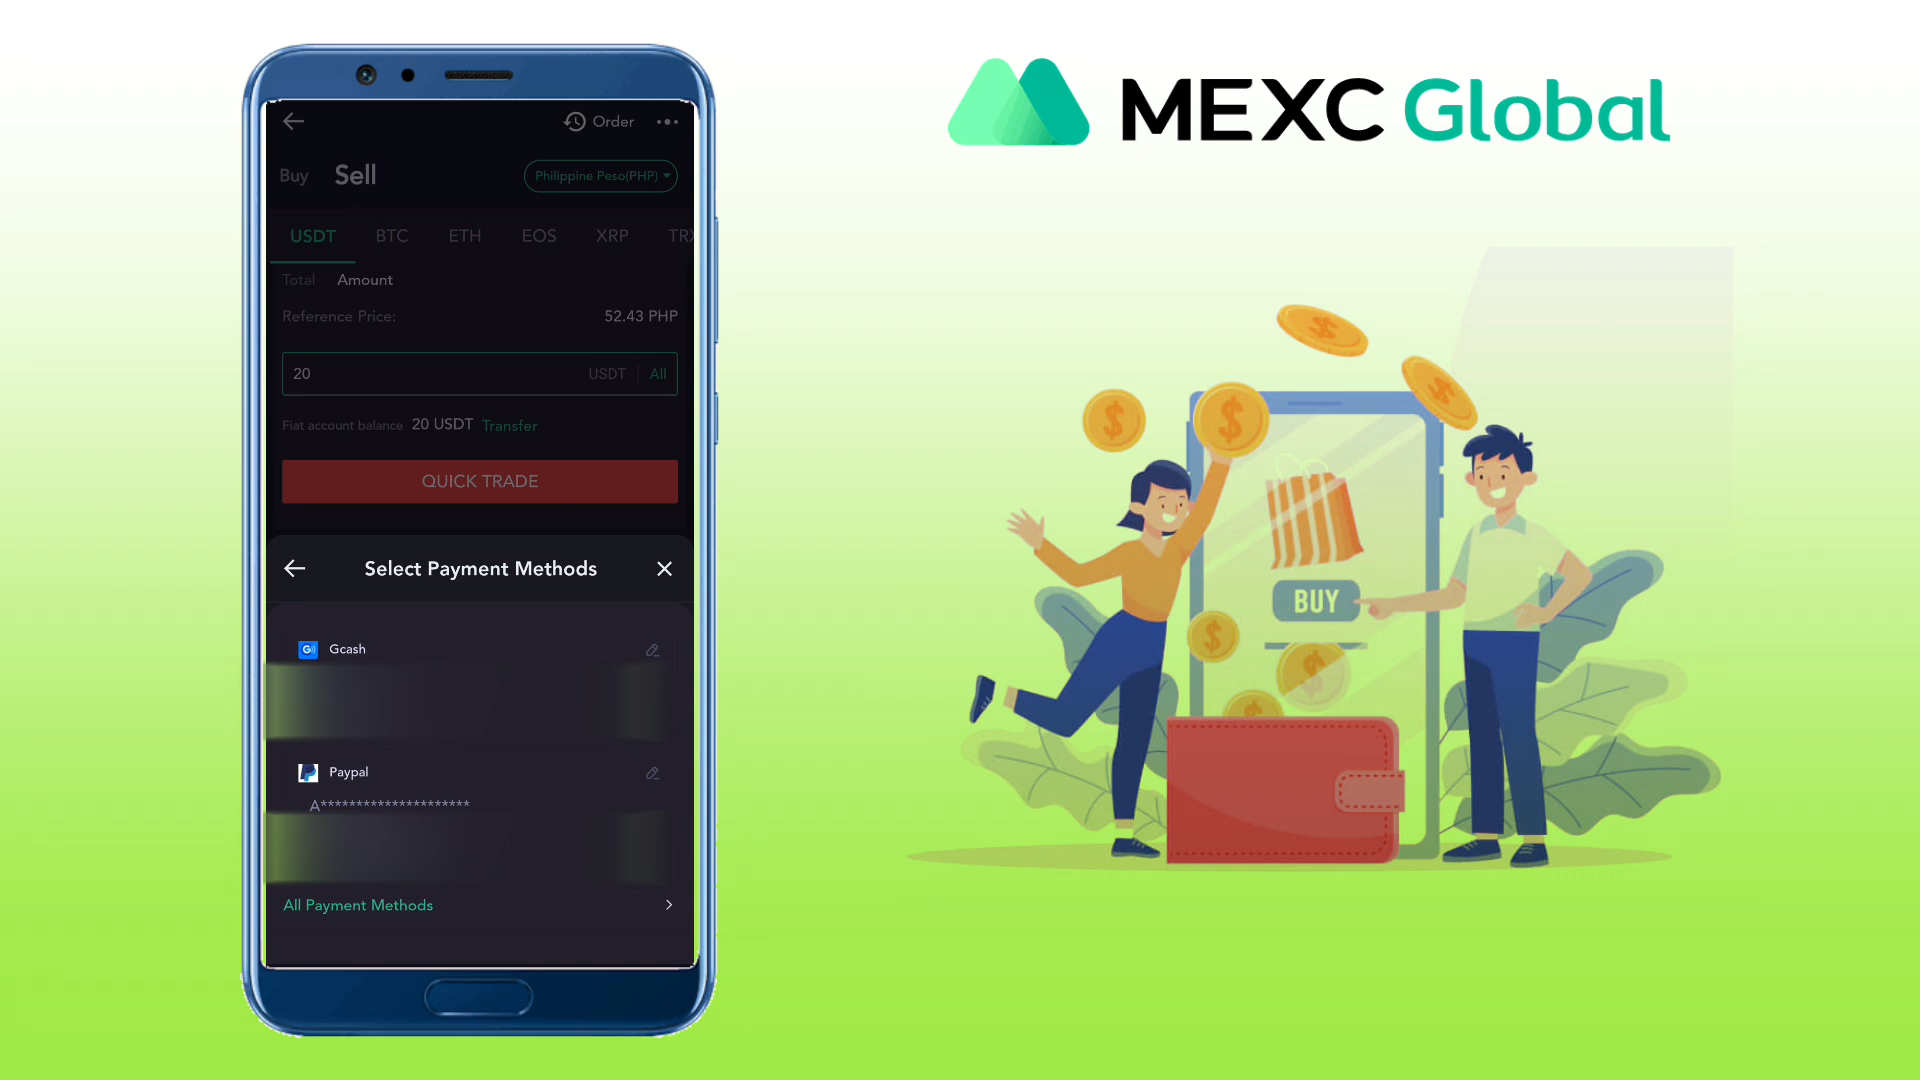 Order
Buy Sell Philippine Peso(PHP)
USDT BTC ETH EOS XRP TRX
Total Amount
Reference Price: 52.43 PHP
20 USDT All
Fiat account balance 20 USDT Transfer
QUICK TRADE
Select Payment Methods
Gcash
Paypal
A*********************
All Payment Methods
MEXC Global
BUY